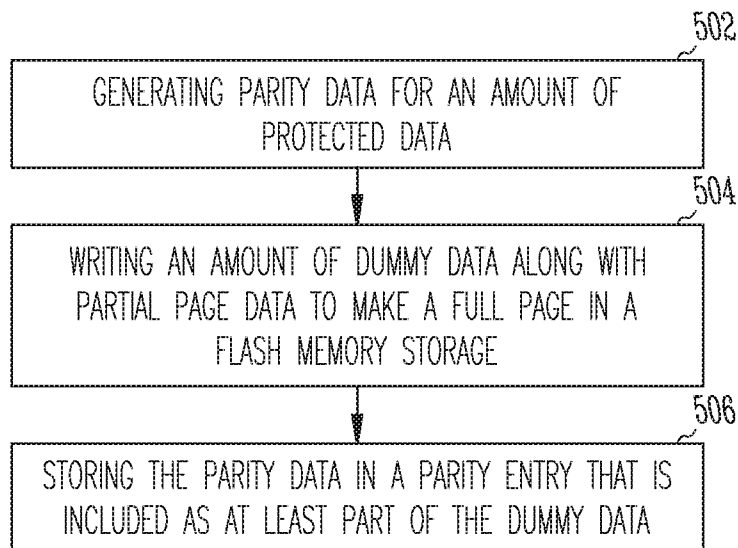 502
GENERATING PARITY DATA FOR AN AMOUNT OF
PROTECTED DATA
504
WRITING AN AMOUNT OF DUMMY DATA ALONG WITH
PARTIAL PAGE DATA TO MAKE A FULL PAGE IN A
FLASH MEMORY STORAGE
506
STORING THE PARITY DATA IN A PARITY ENTRY THAT IS
INCLUDED AS AT LEAST PART OF THE DUMMY DATA